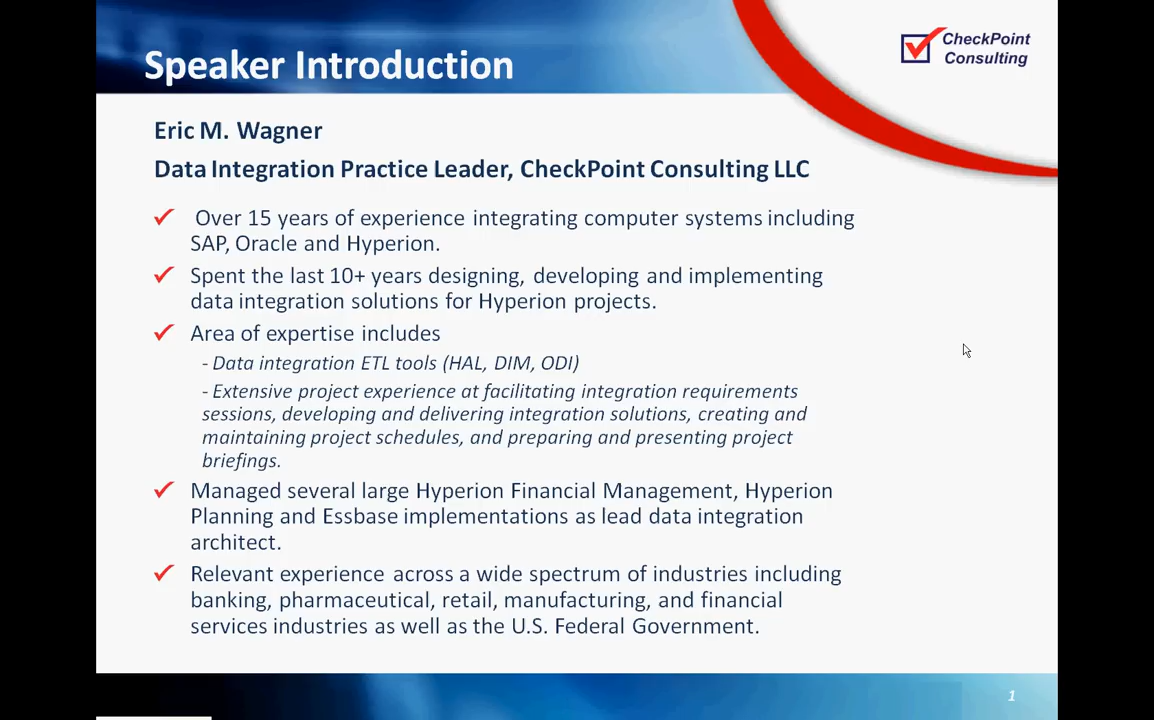 Speaker Introduction
CheckPoint
Consulting
Eric M. Wagner
Data Integration Practice Leader, CheckPoint Consulting LLC
Over 15 years of experience integrating computer systems including
SAP, Oracle and Hyperion.
Spent the last 10+ years designing, developing and implementing
data integration solutions for Hyperion projects.
Area of expertise includes
- Data integration ETL tools (HAL, DIM, ODI)
- Extensive project experience at facilitating integration requirements
sessions, developing and delivering integration solutions, creating and
maintaining project schedules, and preparing and presenting project
briefings.
Managed several large Hyperion Financial Management, Hyperion
Planning and Essbase implementations as lead data integration
architect.
Relevant experience across a wide spectrum of industries including
banking, pharmaceutical, retail, manufacturing, and financial
services industries as well as the U.S. Federal Government.
1